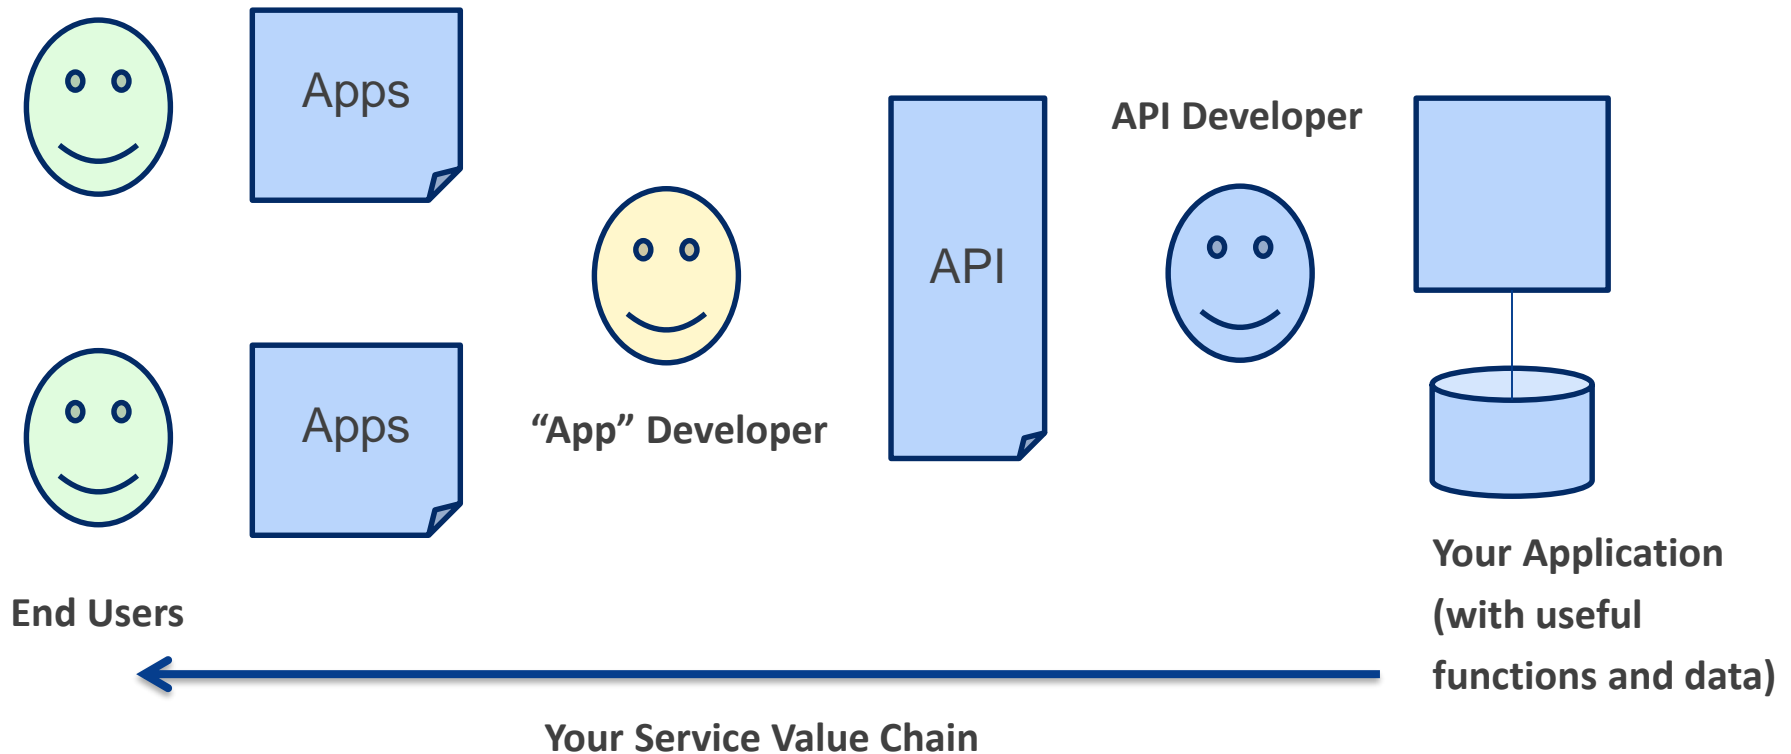 Apps
API Developer
API
Apps
“App” Developer
Your Application
(with useful
functions and data)
End Users
Your Service Value Chain